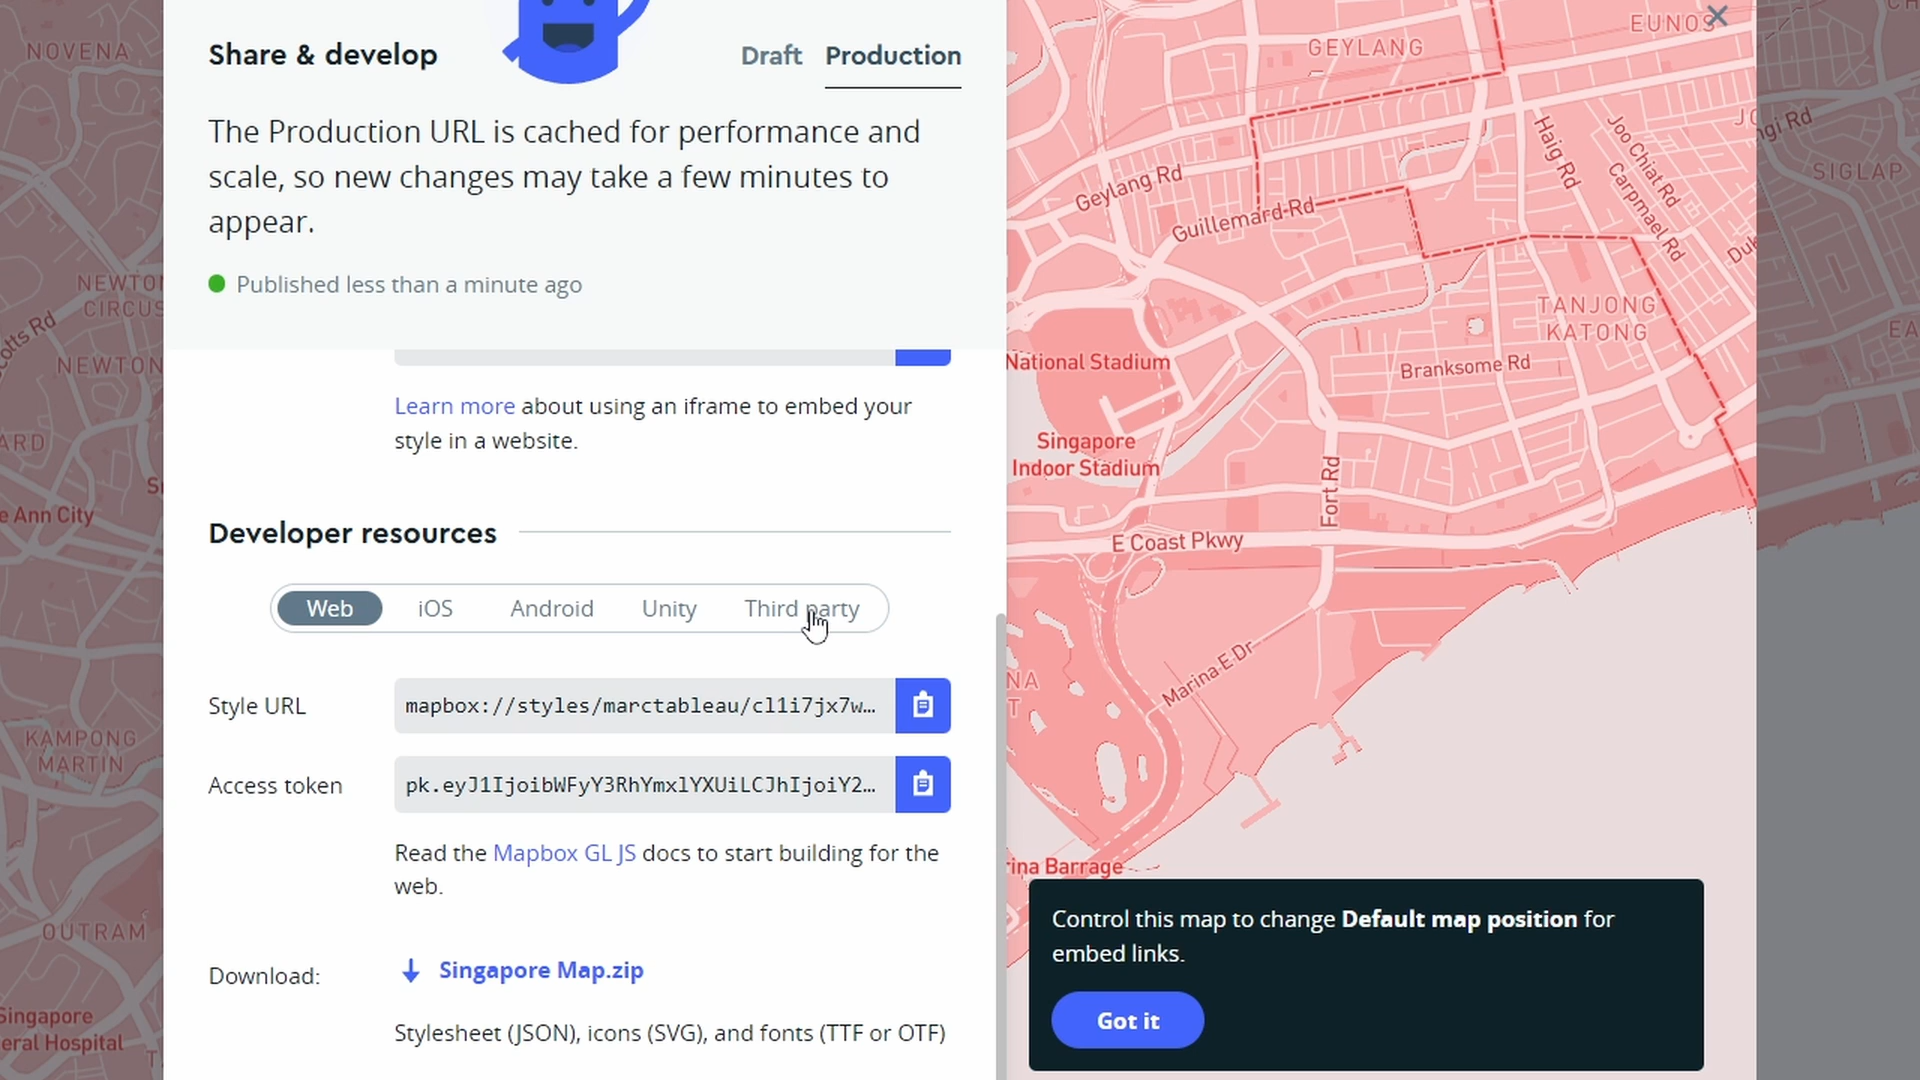 Share & develop
Draft
Production
The Production URL is cached for performance and
scale, so new changes may take a few minutes to
appear.
Published less than a minute ago
Learn more about using an iframe to embed your
style in a website.
Developer resources
Web
iOS
Android
Unity
Third party
Style URL
mapbox://styles/marctableau/cl1i7jx7w…
Access token
pk.eyJ1IjoibWFyY3RhYmxlYXUiLCJhIjoiY2…
Read the Mapbox GL JS docs to start building for the
web.
Download:
Singapore Map.zip
Stylesheet (JSON), icons (SVG), and fonts (TTF or OTF)
NOVENA
NEWTO
CIRCUS
otts Rd
NEWTON
ARD
e Ann City
KAMPONG
MARTIN
OUTRAM
Singapore
eral Hospital
GEYLANG
EUNOS
Geylang Rd
Guillemard Rd
Haig Rd
Joo Chiat Rd
Carpmael Rd
ngi Rd
SIGLAP
TANJONG
KATONG
Branksome Rd
National Stadium
Singapore
Indoor Stadium
Fort Rd
E Coast Pkwy
Marina E Dr
rina Barrage
Control this map to change Default map position for
embed links.
Got it